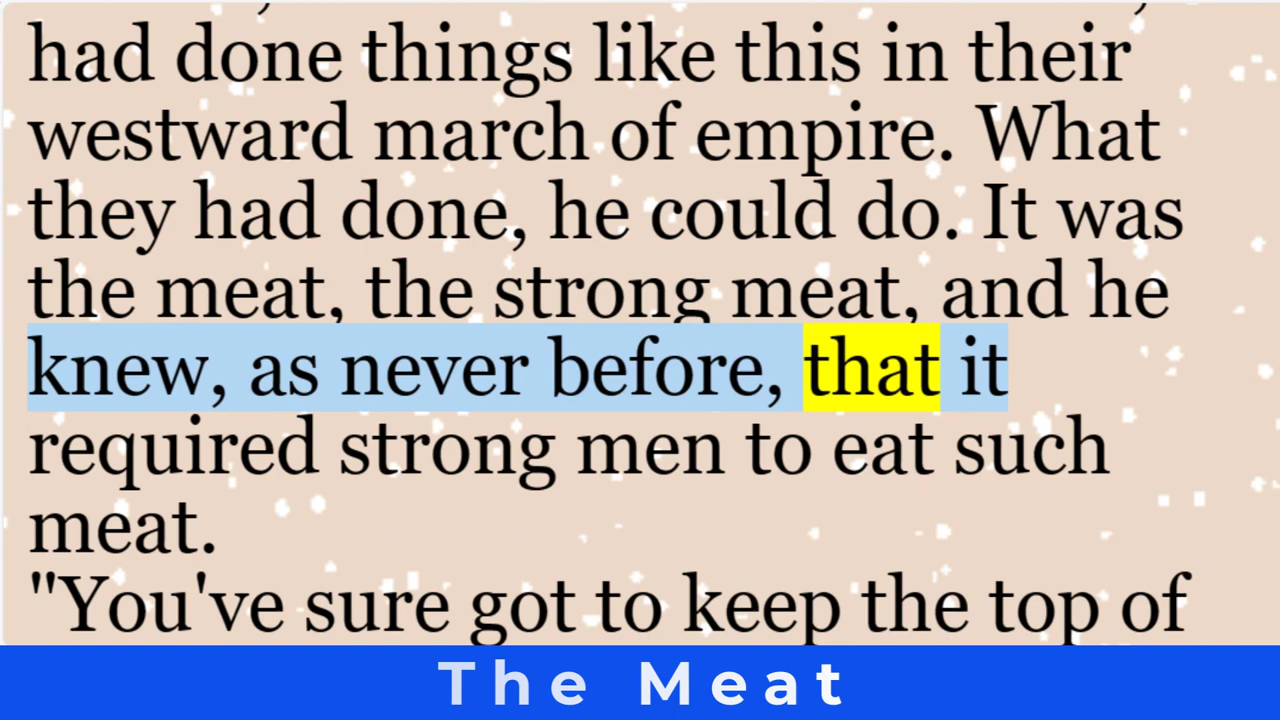 had done things like this in their
westward march of empire. What
they had done, he could do. It was
the meat, the strong meat, and he
knew, as never before, that it
required strong men to eat such
meat.
"You've sure got to keep the top of
The Meat